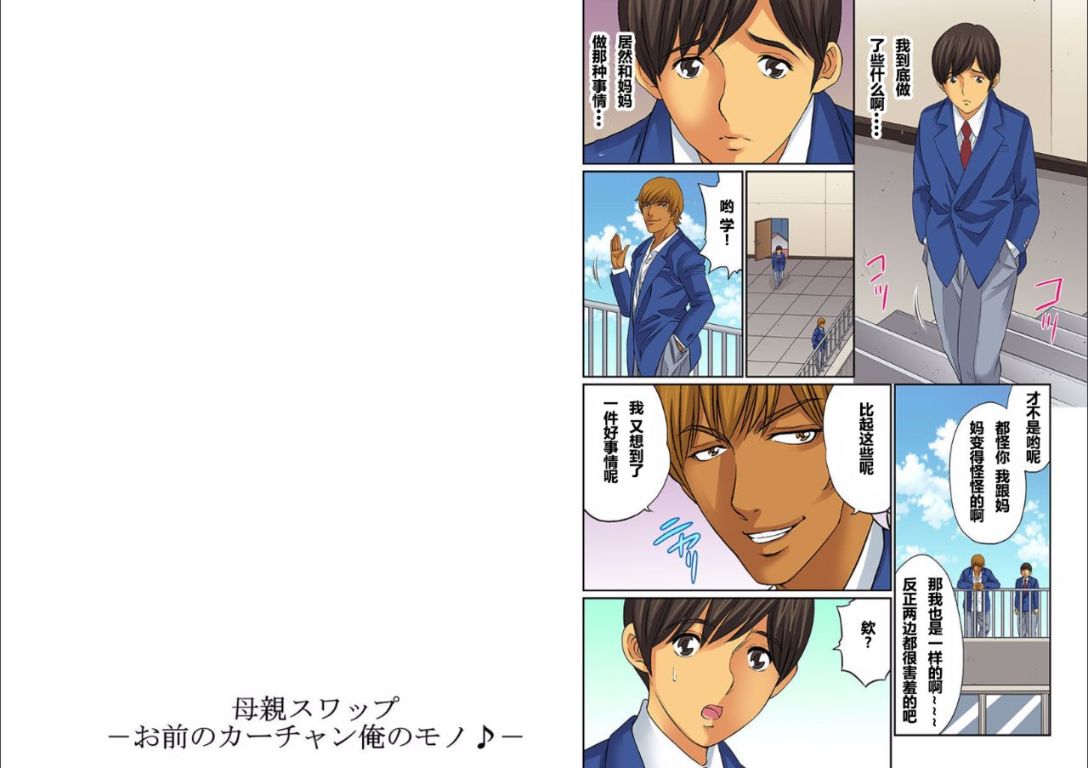 我到底做
了些什么啊……
居然和妈妈
做那种事情…
コツ
コツ
哟 学！
才不是哟呢
都怪你 我跟妈
妈变得怪怪的啊
那我也是一样的啊~~~
反正两边都很害羞的吧
比起这些呢
我 又想到了
一件好事情呢
ニヤリ
欸?
母親スワップ
－お前のカーチャン俺のモノ♪－